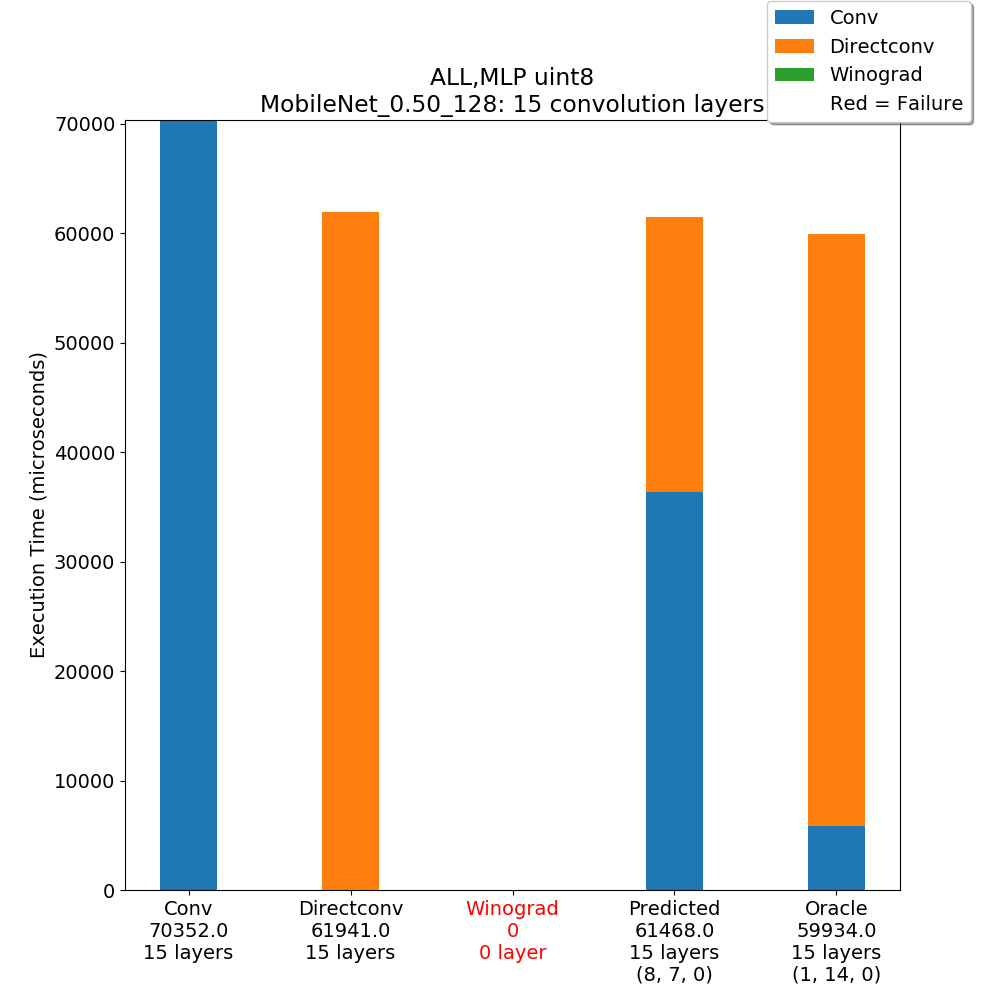 Conv
Directconv
Winograd
Red = Failure
ALL,MLP uint8
MobileNet_0.50_128: 15 convolution layers
Execution Time (microseconds)
70000
60000
50000
40000
30000
20000
10000
0
Conv
70352.0
15 layers
Directconv
61941.0
15 layers
Winograd
0
0 layer
Predicted
61468.0
15 layers
(8, 7, 0)
Oracle
59934.0
15 layers
(1, 14, 0)